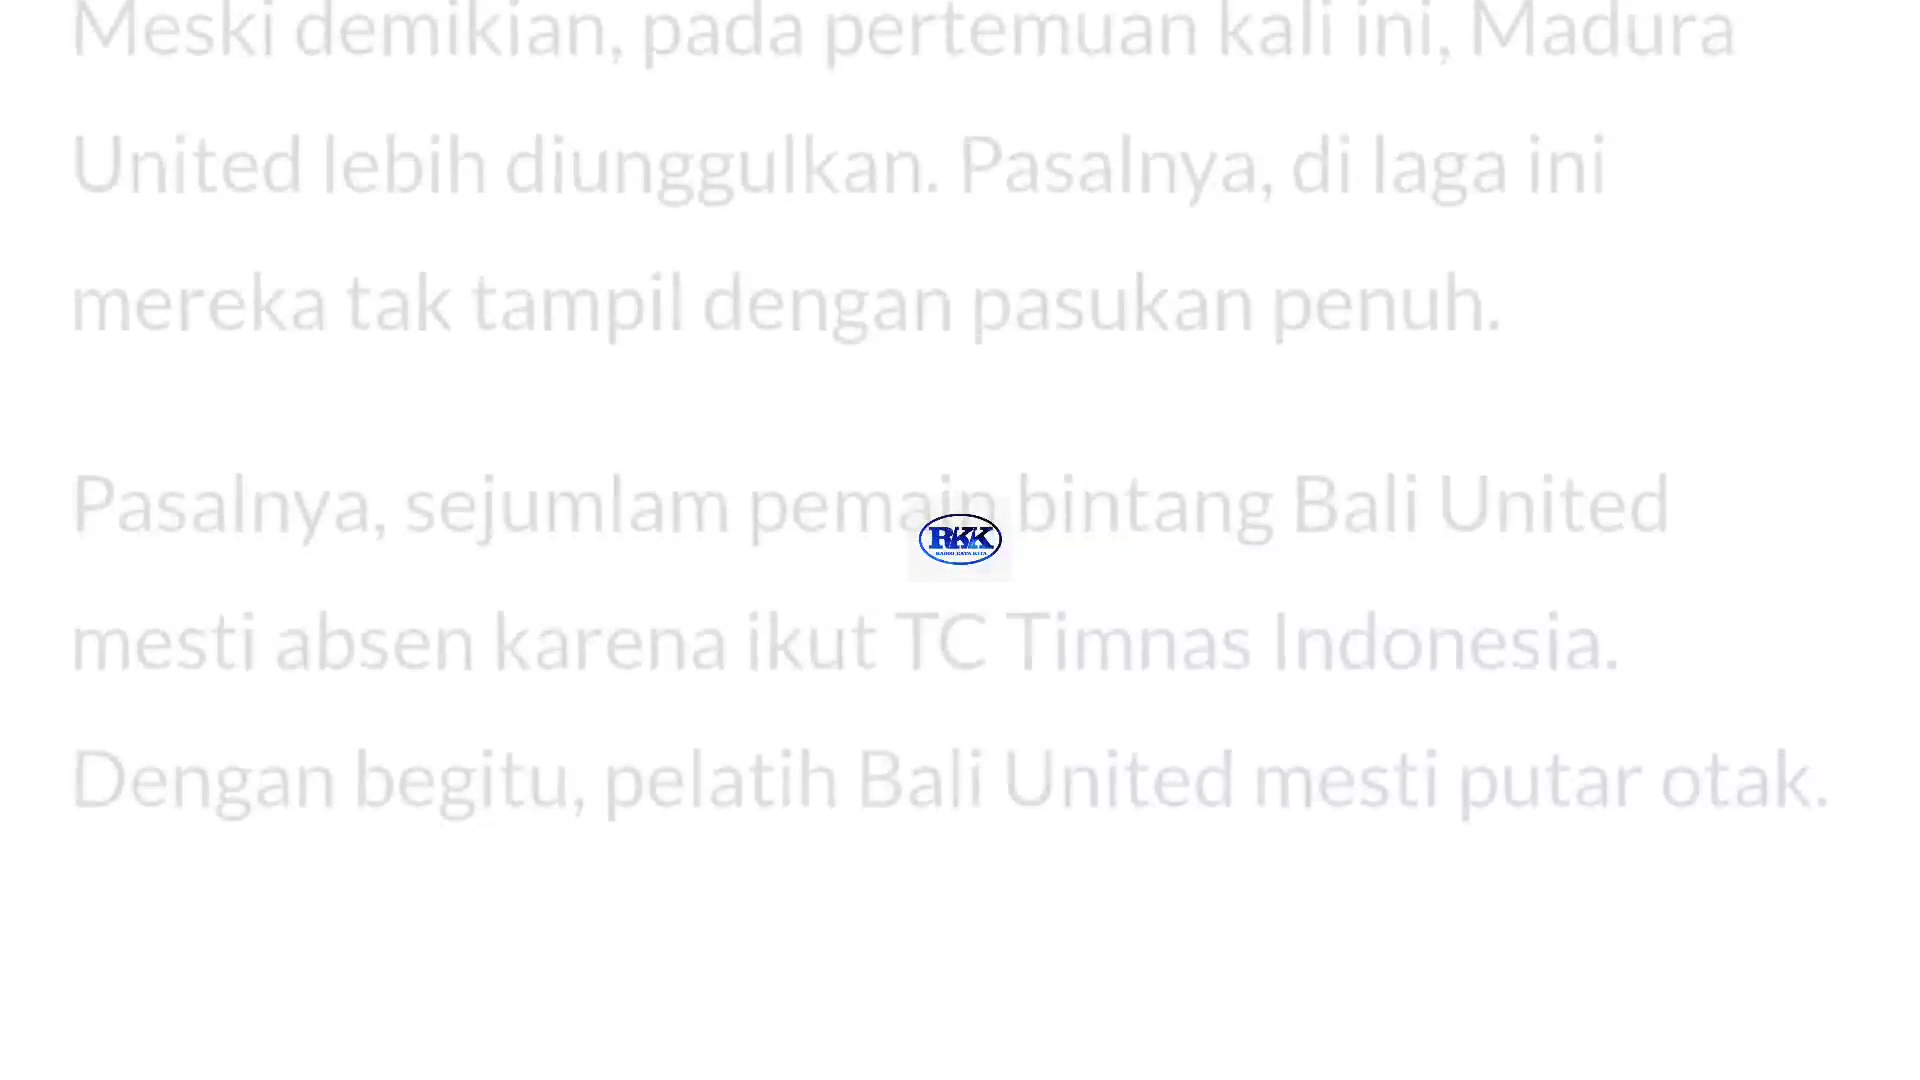 Meski demikian, pada pertemuan kali ini, Madura
United lebih diunggulkan. Pasalnya, di laga ini
mereka tak tampil dengan pasukan penuh.
Pasalnya, sejumlam pemain bintang Bali United
RKK
mesti absen karena ikut TC Timnas Indonesia.
Dengan begitu, pelatih Bali United mesti putar otak.